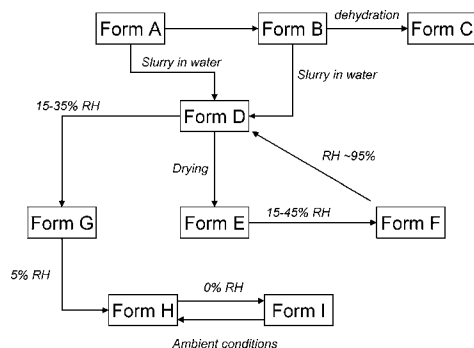 Form A
Form B
dehydration
Form C
Slurry in water
Slurry in water
15-35% RH
Form D
RH ~95%
Drying
Form G
Form E
15-45% RH
Form F
5% RH
Form H
0% RH
Form I
Ambient conditions